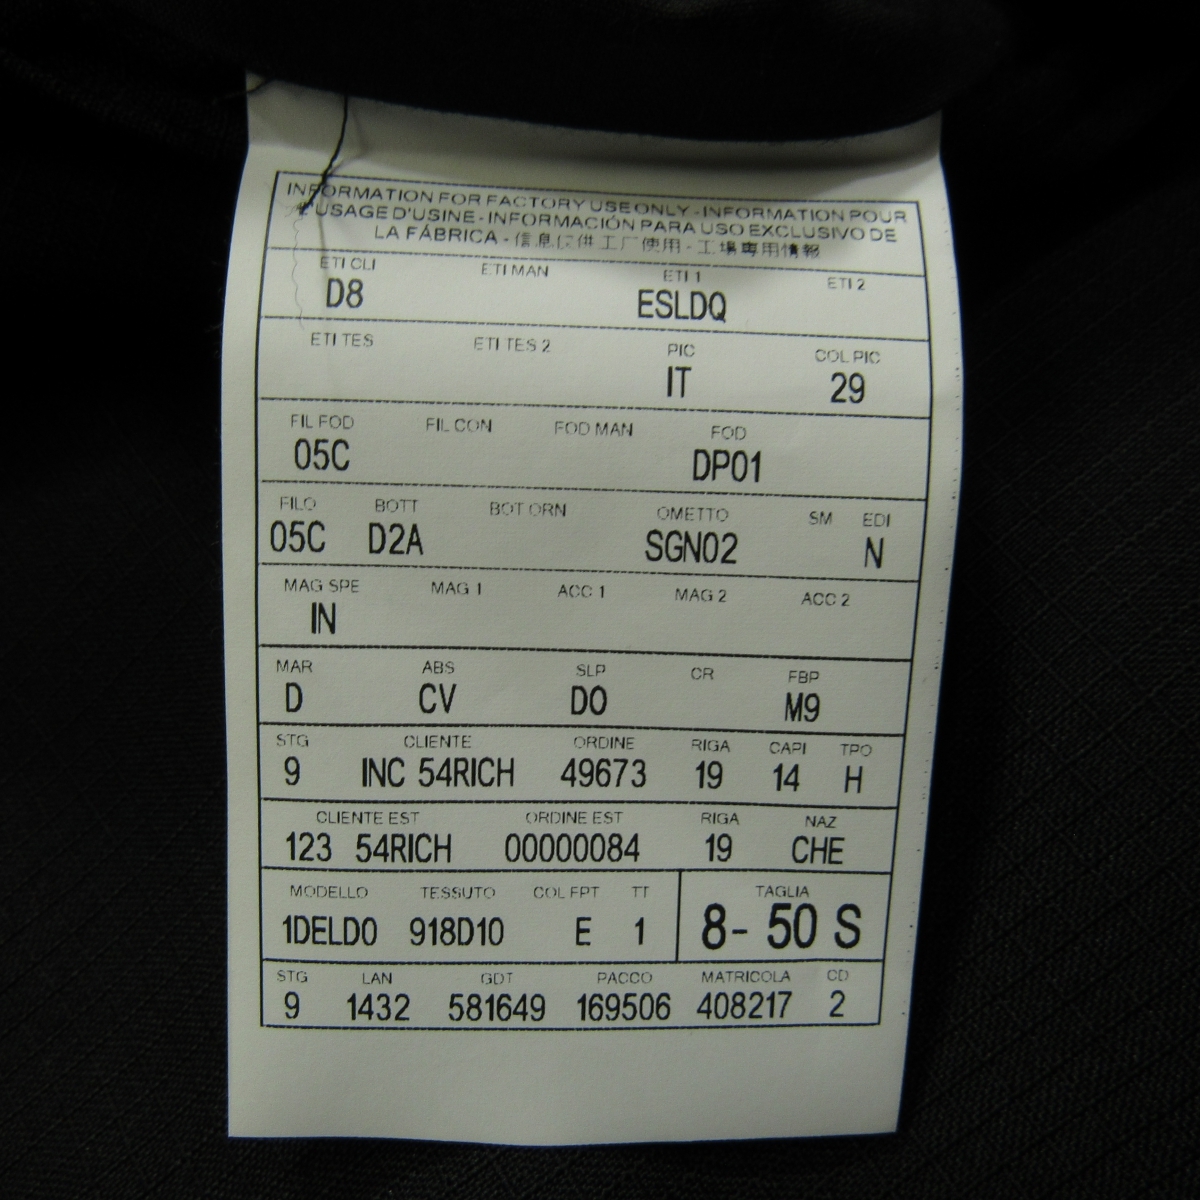 INFORMATION FOR FACTORY USE ONLY - INFORMATION POUR
L'USAGE D'USINE - INFORMACIÓN PARA USO EXCLUSIVO DE
LA FÁBRICA - 信息仅供工厂使用 - 工場専用情報
ETI CLI ETI MAN ETI 1 ETI 2
D8 ESLDQ
ETI TES ETI TES 2 PIC COL PIC
IT 29
FIL FOD FIL CON FOD MAN FOD
05C DP01
FILO BOTT BOT ORN OMETTO SM EDI
05C D2A SGN02 N
MAG SPE MAG 1 ACC 1 MAG 2 ACC 2
IN
MAR ABS SLP CR FBP
D CV DO M9
STG CLIENTE ORDINE RIGA CAPI TPO
9 INC 54RICH 49673 19 14 H
CLIENTE EST ORDINE EST RIGA NAZ
123 54RICH 00000084 19 CHE
MODELLO TESSUTO COL FPT TT TAGLIA
1DELD0 918D10 E 1 8- 50 S
STG LAN GDT PACCO MATRICOLA CD
9 1432 581649 169506 408217 2